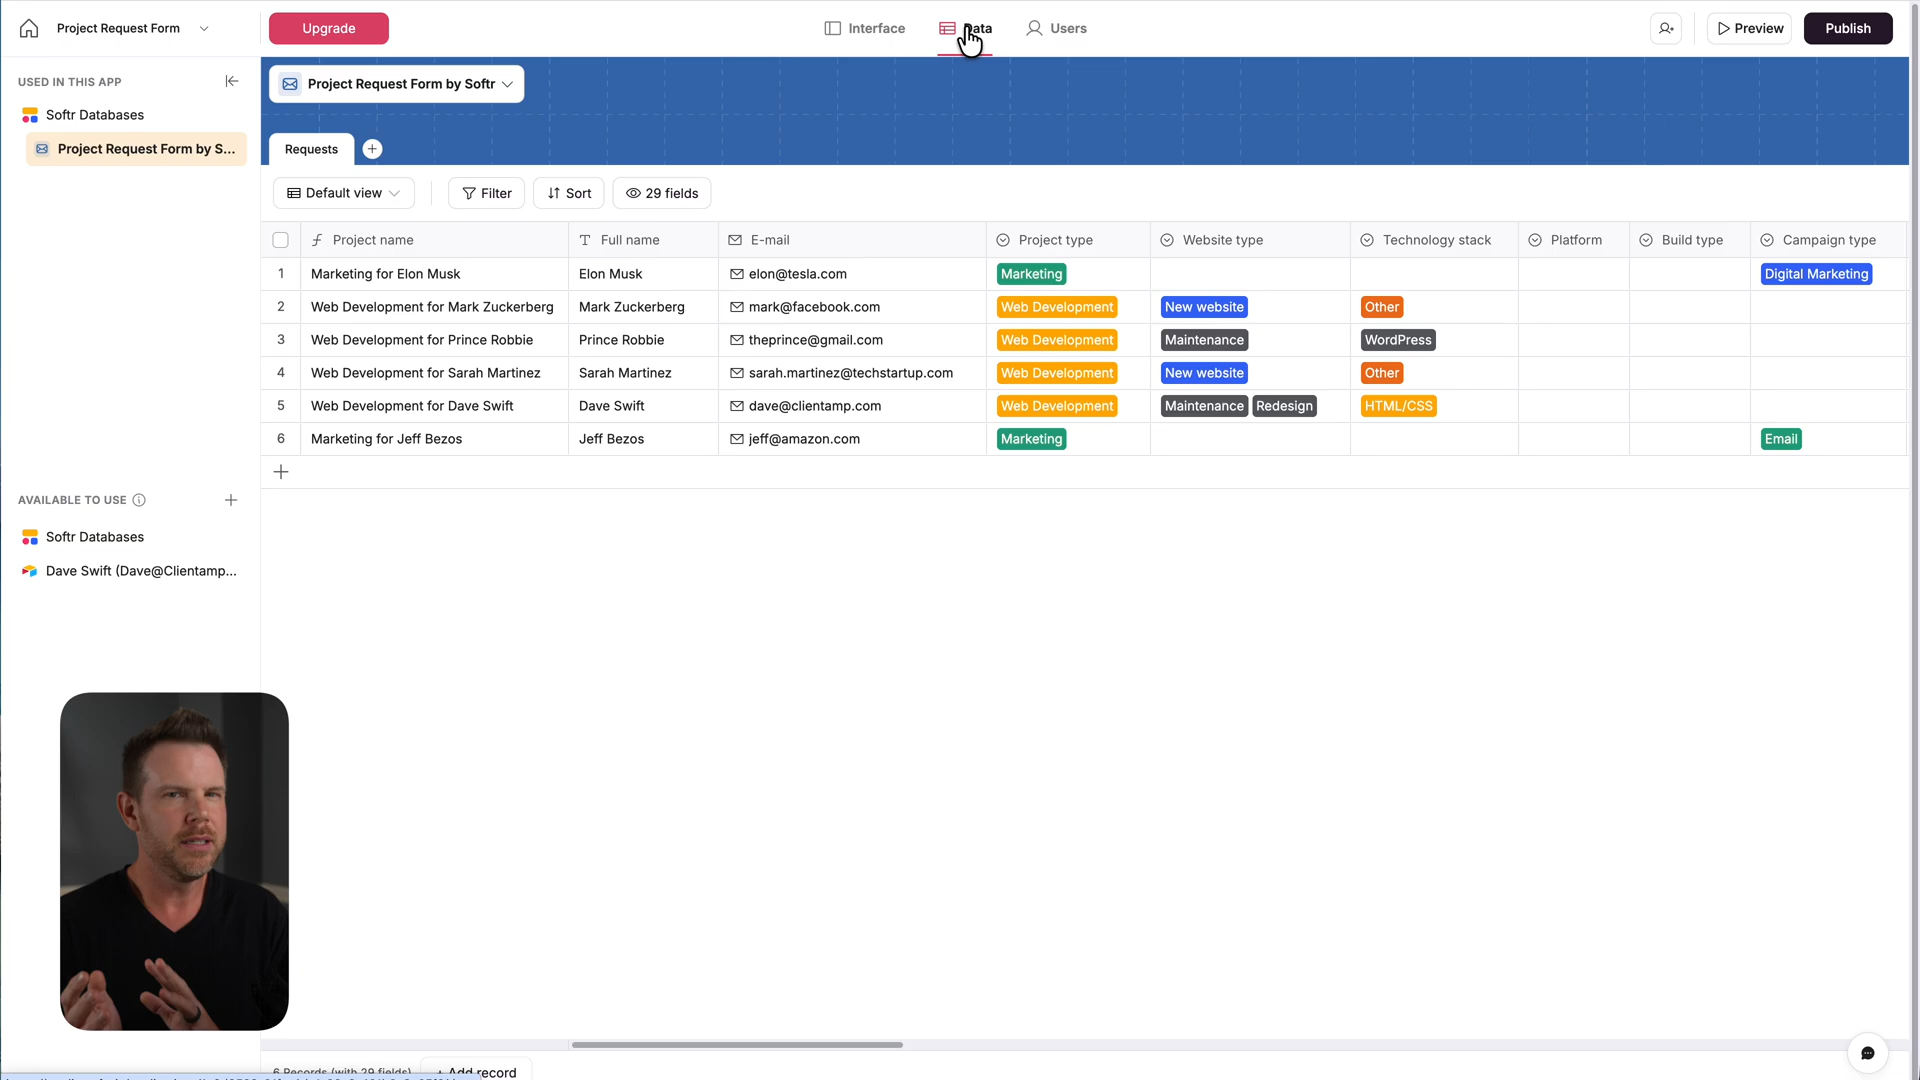 Project Request Form
Upgrade
Interface
Data
Users
Preview
Publish
USED IN THIS APP
Softr Databases
Project Request Form by S...
Project Request Form by Softr
Requests
Default view
Filter
Sort
29 fields
Project name Full name E-mail Project type Website type Technology stack Platform Build type Campaign type
1 Marketing for Elon Musk Elon Musk elon@tesla.com Marketing Digital Marketing
2 Web Development for Mark Zuckerberg Mark Zuckerberg mark@facebook.com Web Development New website Other
3 Web Development for Prince Robbie Prince Robbie theprince@gmail.com Web Development Maintenance WordPress
4 Web Development for Sarah Martinez Sarah Martinez sarah.martinez@techstartup.com Web Development New website Other
5 Web Development for Dave Swift Dave Swift dave@clientamp.com Web Development Maintenance Redesign HTML/CSS
6 Marketing for Jeff Bezos Jeff Bezos jeff@amazon.com Marketing Email
AVAILABLE TO USE
Softr Databases
Dave Swift (Dave@Clientamp...
6 Records (with 29 fields)
+ Add record